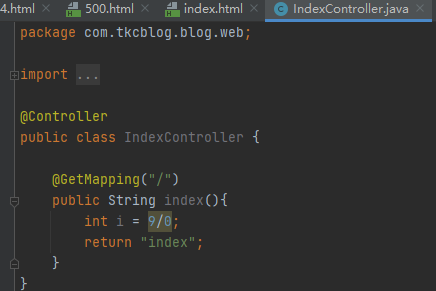 4.html 500.html index.html IndexController.java
package com.tkcblog.blog.web;
import ...
@Controller
public class IndexController {
@GetMapping("/")
public String index(){
int i = 9/0;
return "index";
}
}